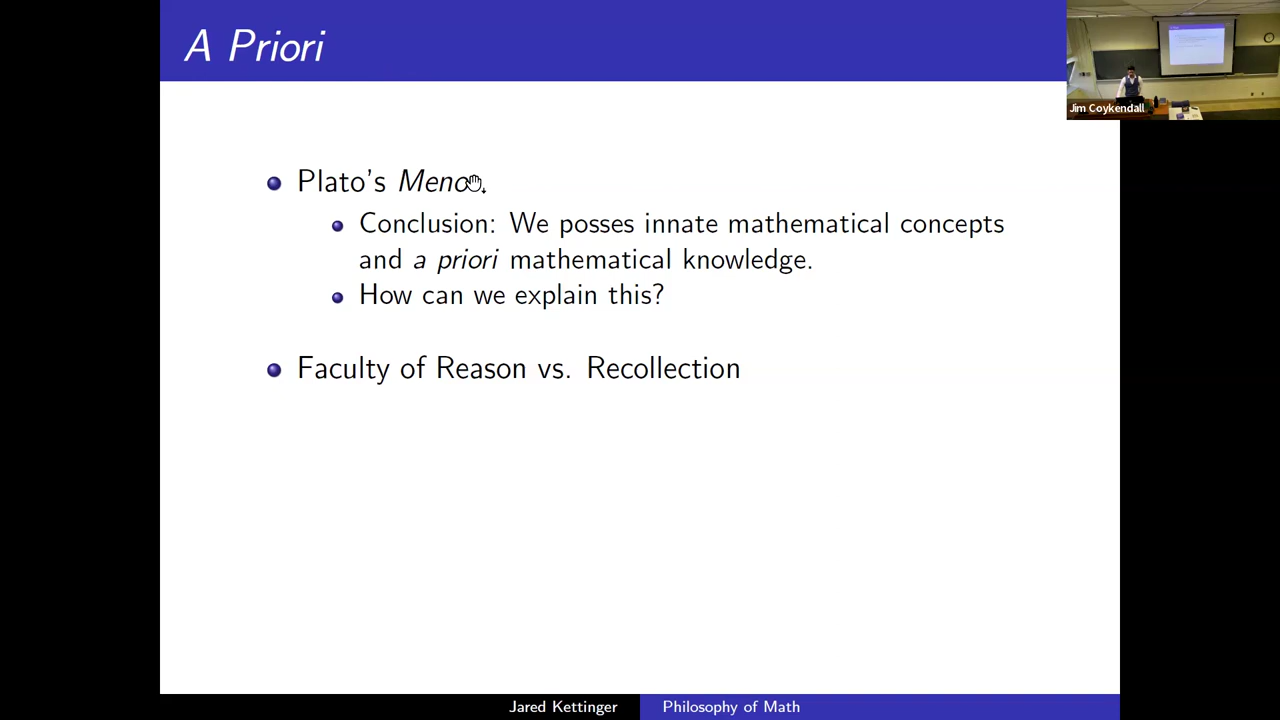 A Priori
Jim Coykendall
Plato's Meno
Conclusion: We posses innate mathematical concepts
and a priori mathematical knowledge.
How can we explain this?
Faculty of Reason vs. Recollection
Jared Kettinger
Philosophy of Math